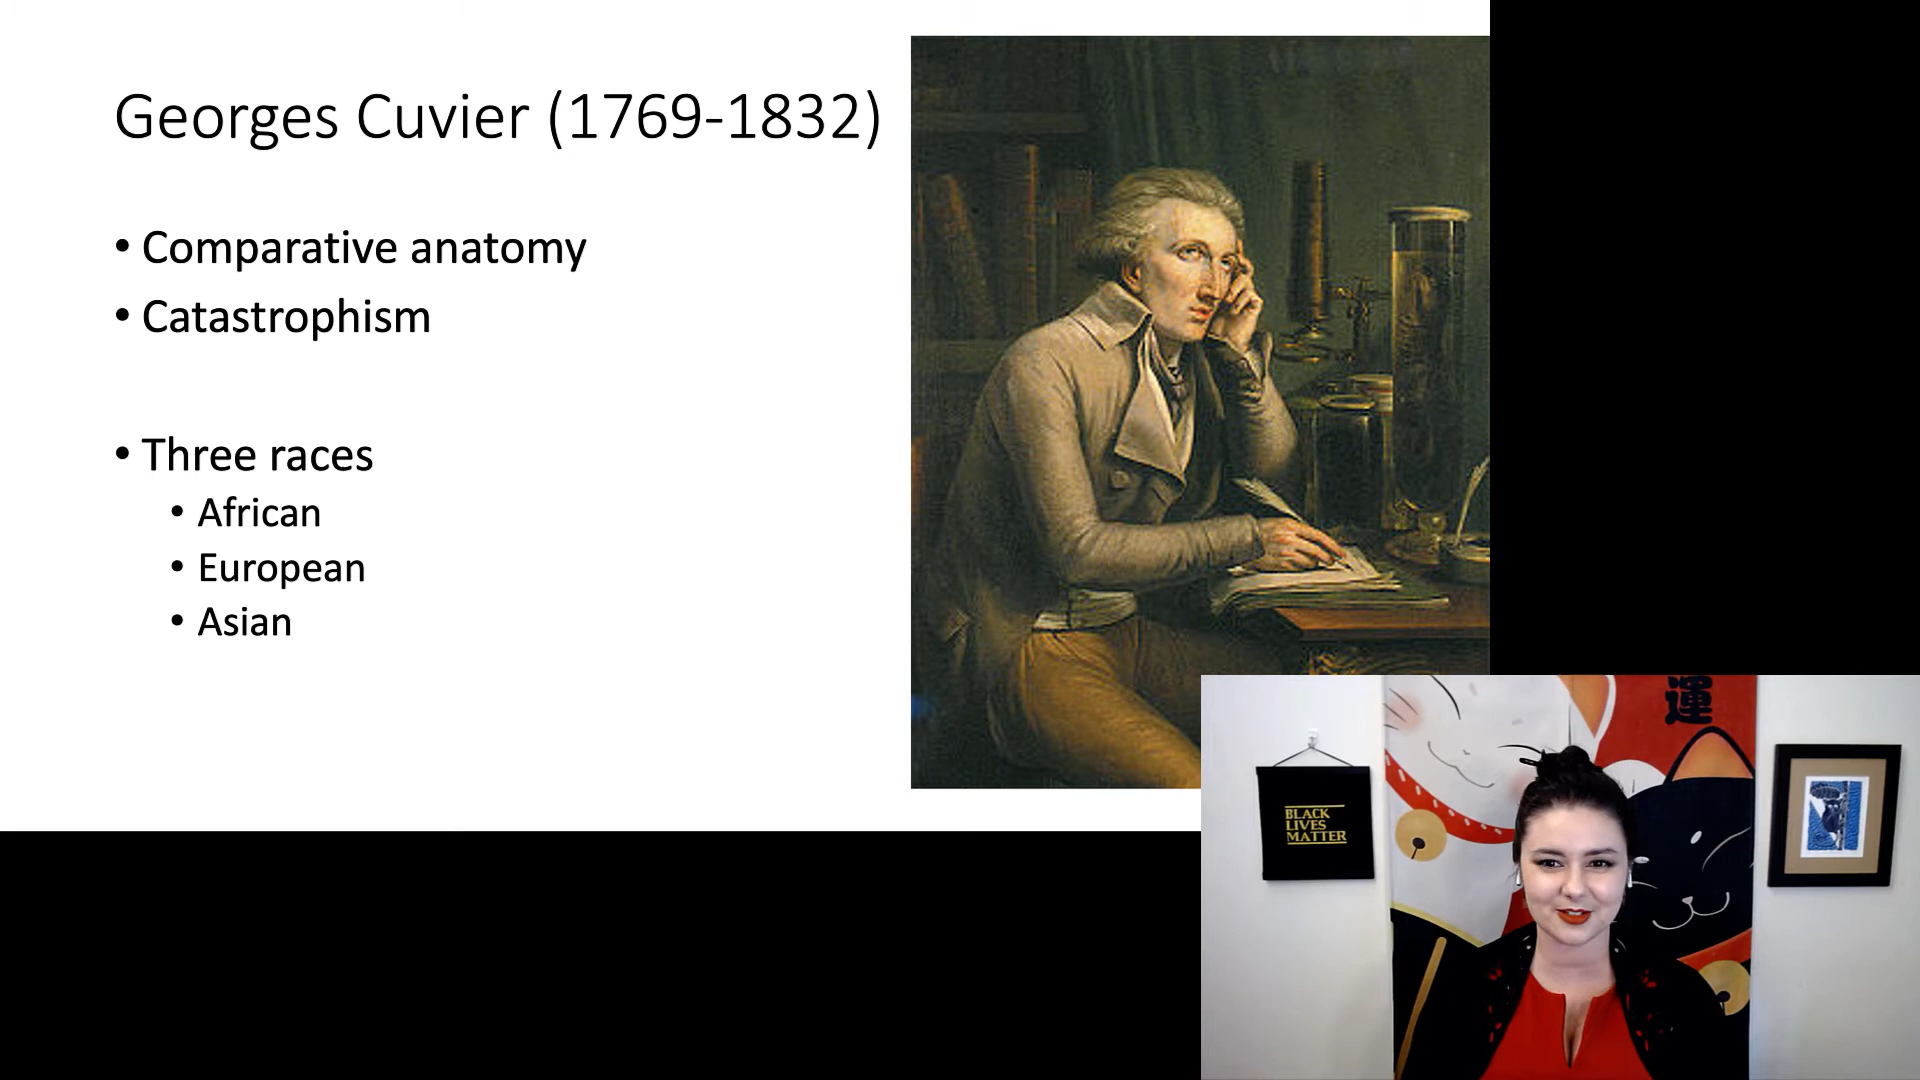 Georges Cuvier (1769-1832)
• Comparative anatomy
• Catastrophism
• Three races
• African
• European
• Asian
運
BLACK
LIVES
MATTER